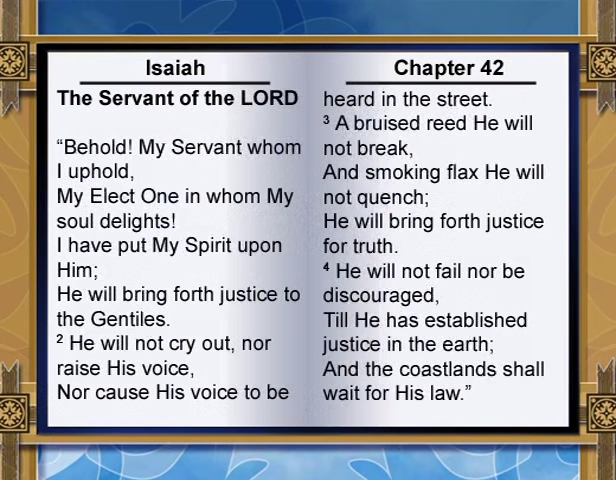 Isaiah
The Servant of the LORD
“Behold! My Servant whom
I uphold,
My Elect One in whom My
soul delights!
I have put My Spirit upon
Him;
He will bring forth justice to
the Gentiles.
² He will not cry out, nor
raise His voice,
Nor cause His voice to be
Chapter 42
heard in the street.
³ A bruised reed He will
not break,
And smoking flax He will
not quench;
He will bring forth justice
for truth.
⁴ He will not fail nor be
discouraged,
Till He has established
justice in the earth;
And the coastlands shall
wait for His law.”